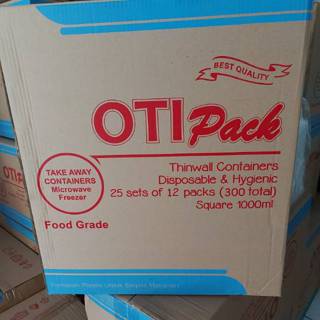 BEST QUALITY
OTI Pack
Thinwall Containers
Disposable & Hygienic
25 sets of 12 packs (300 total)
Square 1000ml
TAKE AWAY
CONTAINERS
Microwave
Freezer
Food Grade
OTI